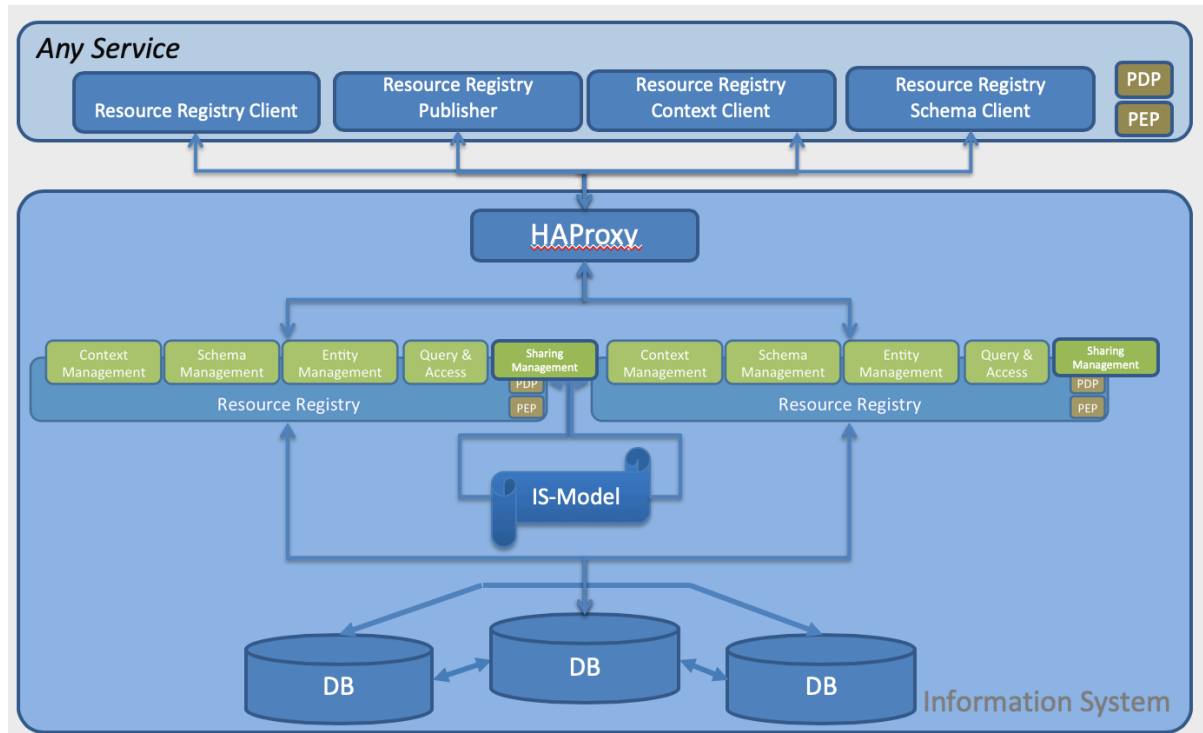 Any Service
Resource Registry Client
Resource Registry
Publisher
Resource Registry
Context Client
Resource Registry
Schema Client
PDP
PEP
HAProxy
Context
Management
Schema
Management
Entity
Management
Query &
Access
Sharing
Management
PDP
PEP
Resource Registry
Context
Management
Schema
Management
Entity
Management
Query &
Access
Sharing
Management
PDP
PEP
Resource Registry
IS-Model
DB
DB
DB
Information System